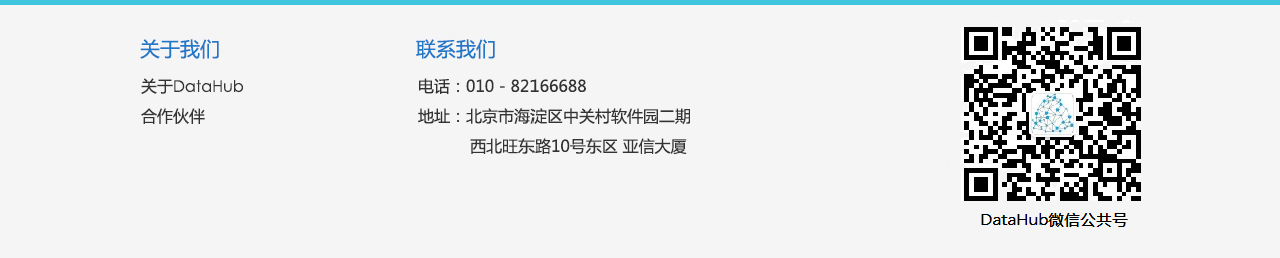 关于我们
关于DataHub
合作伙伴
联系我们
电话：010 - 82166688
地址：北京市海淀区中关村软件园二期
西北旺东路10号东区 亚信大厦
DataHub微信公共号